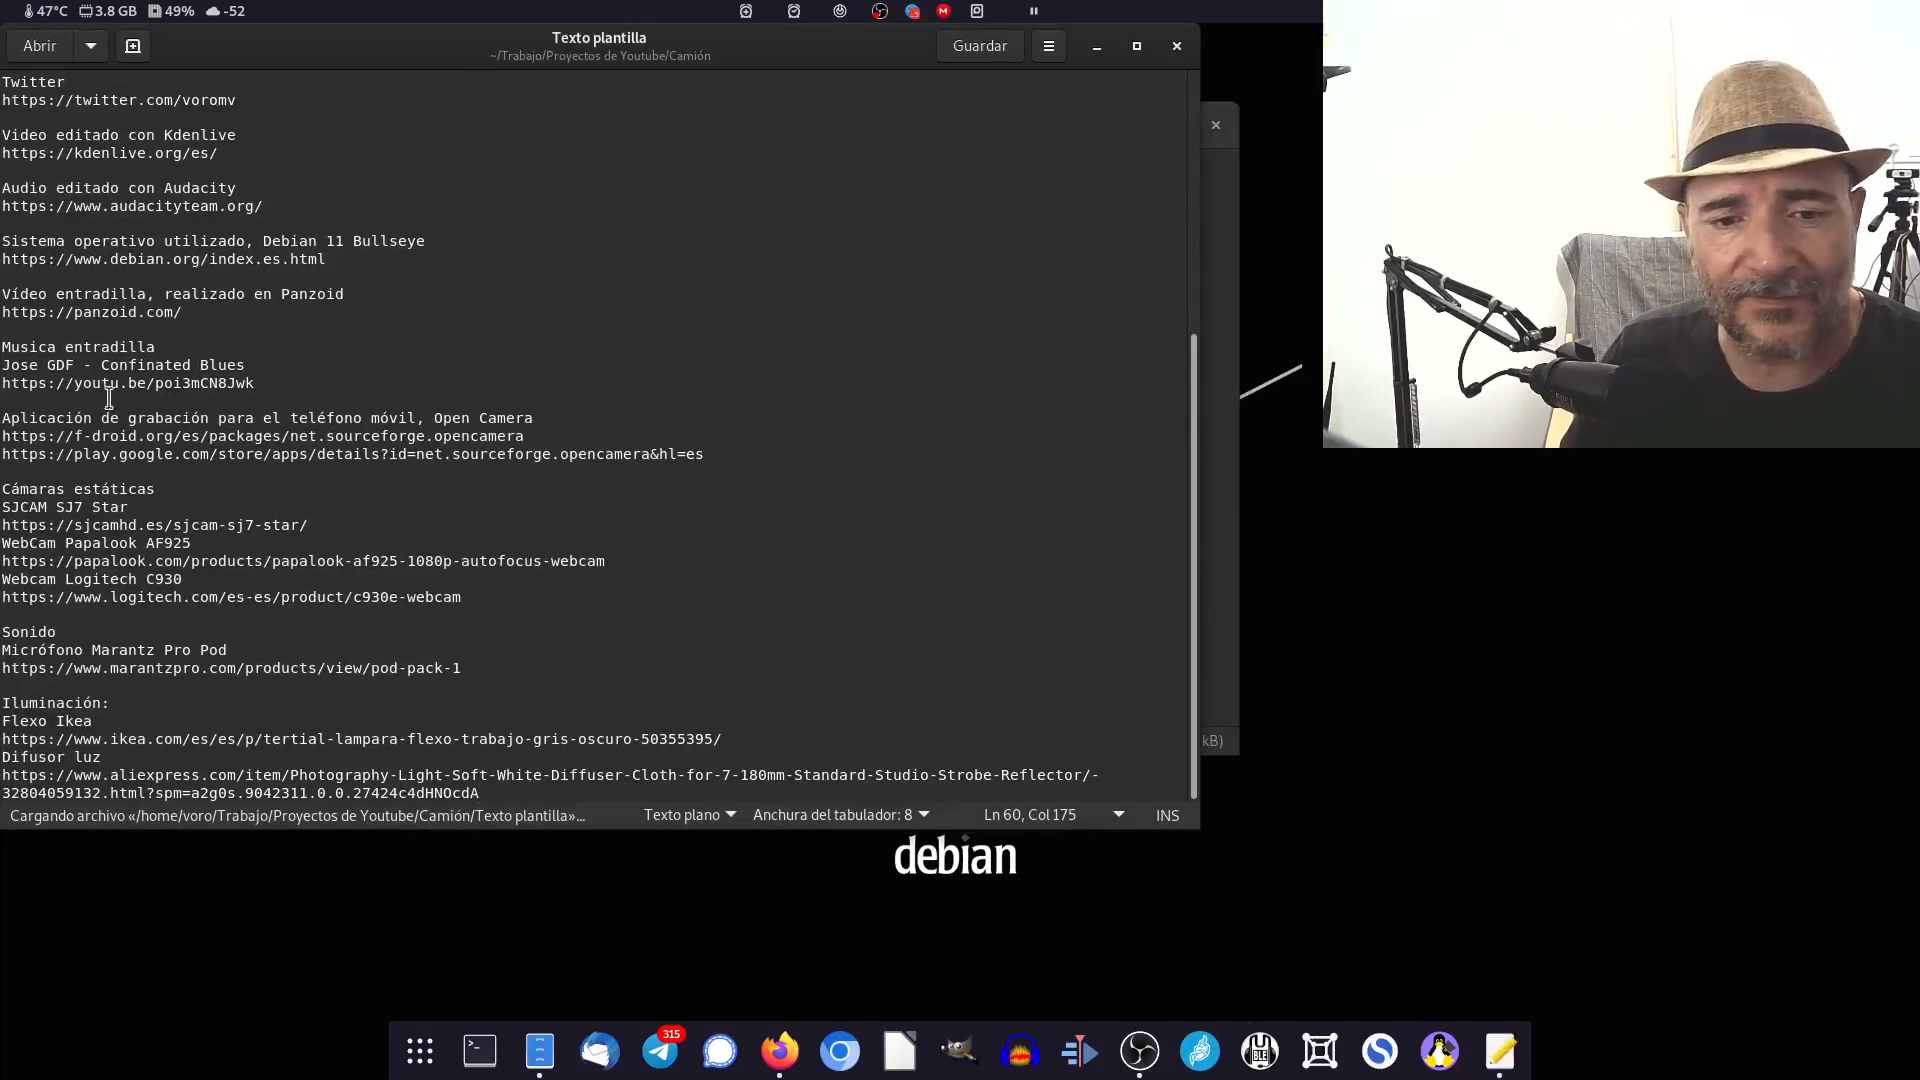 47°C 3.8 GB 49% -52
Abrir
Texto plantilla
~/Trabajo/Proyectos de Youtube/Camión
Guardar
Twitter
https://twitter.com/voromv
Video editado con Kdenlive
https://kdenlive.org/es/
Audio editado con Audacity
https://www.audacityteam.org/
Sistema operativo utilizado, Debian 11 Bullseye
https://www.debian.org/index.es.html
Vídeo entradilla, realizado en Panzoid
https://panzoid.com/
Musica entradilla
Jose GDF - Confinated Blues
https://youtu.be/poi3mCN8Jwk
Aplicación de grabación para el teléfono móvil, Open Camera
https://f-droid.org/es/packages/net.sourceforge.opencamera
https://play.google.com/store/apps/details?id=net.sourceforge.opencamera&hl=es
Cámaras estáticas
SJCAM SJ7 Star
https://sjcamhd.es/sjcam-sj7-star/
WebCam Papalook AF925
https://papalook.com/products/papalook-af925-1080p-autofocus-webcam
Webcam Logitech C930
https://www.logitech.com/es-es/product/c930e-webcam
Sonido
Micrófono Marantz Pro Pod
https://www.marantzpro.com/products/view/pod-pack-1
Iluminación:
Flexo Ikea
https://www.ikea.com/es/es/p/tertial-lampara-flexo-trabajo-gris-oscuro-50355395/
kB)
Difusor luz
https://www.aliexpress.com/item/Photography-Light-Soft-White-Diffuser-Cloth-for-7-180mm-Standard-Studio-Strobe-Reflector/-
32804059132.html?spm=a2g0s.9042311.0.0.27424c4dHNOcdA
Cargando archivo «/home/voro/Trabajo/Proyectos de Youtube/Camión/Texto plantilla»... Texto plano Anchura del tabulador: 8 Ln 60, Col 175 INS
debian
315
BLE